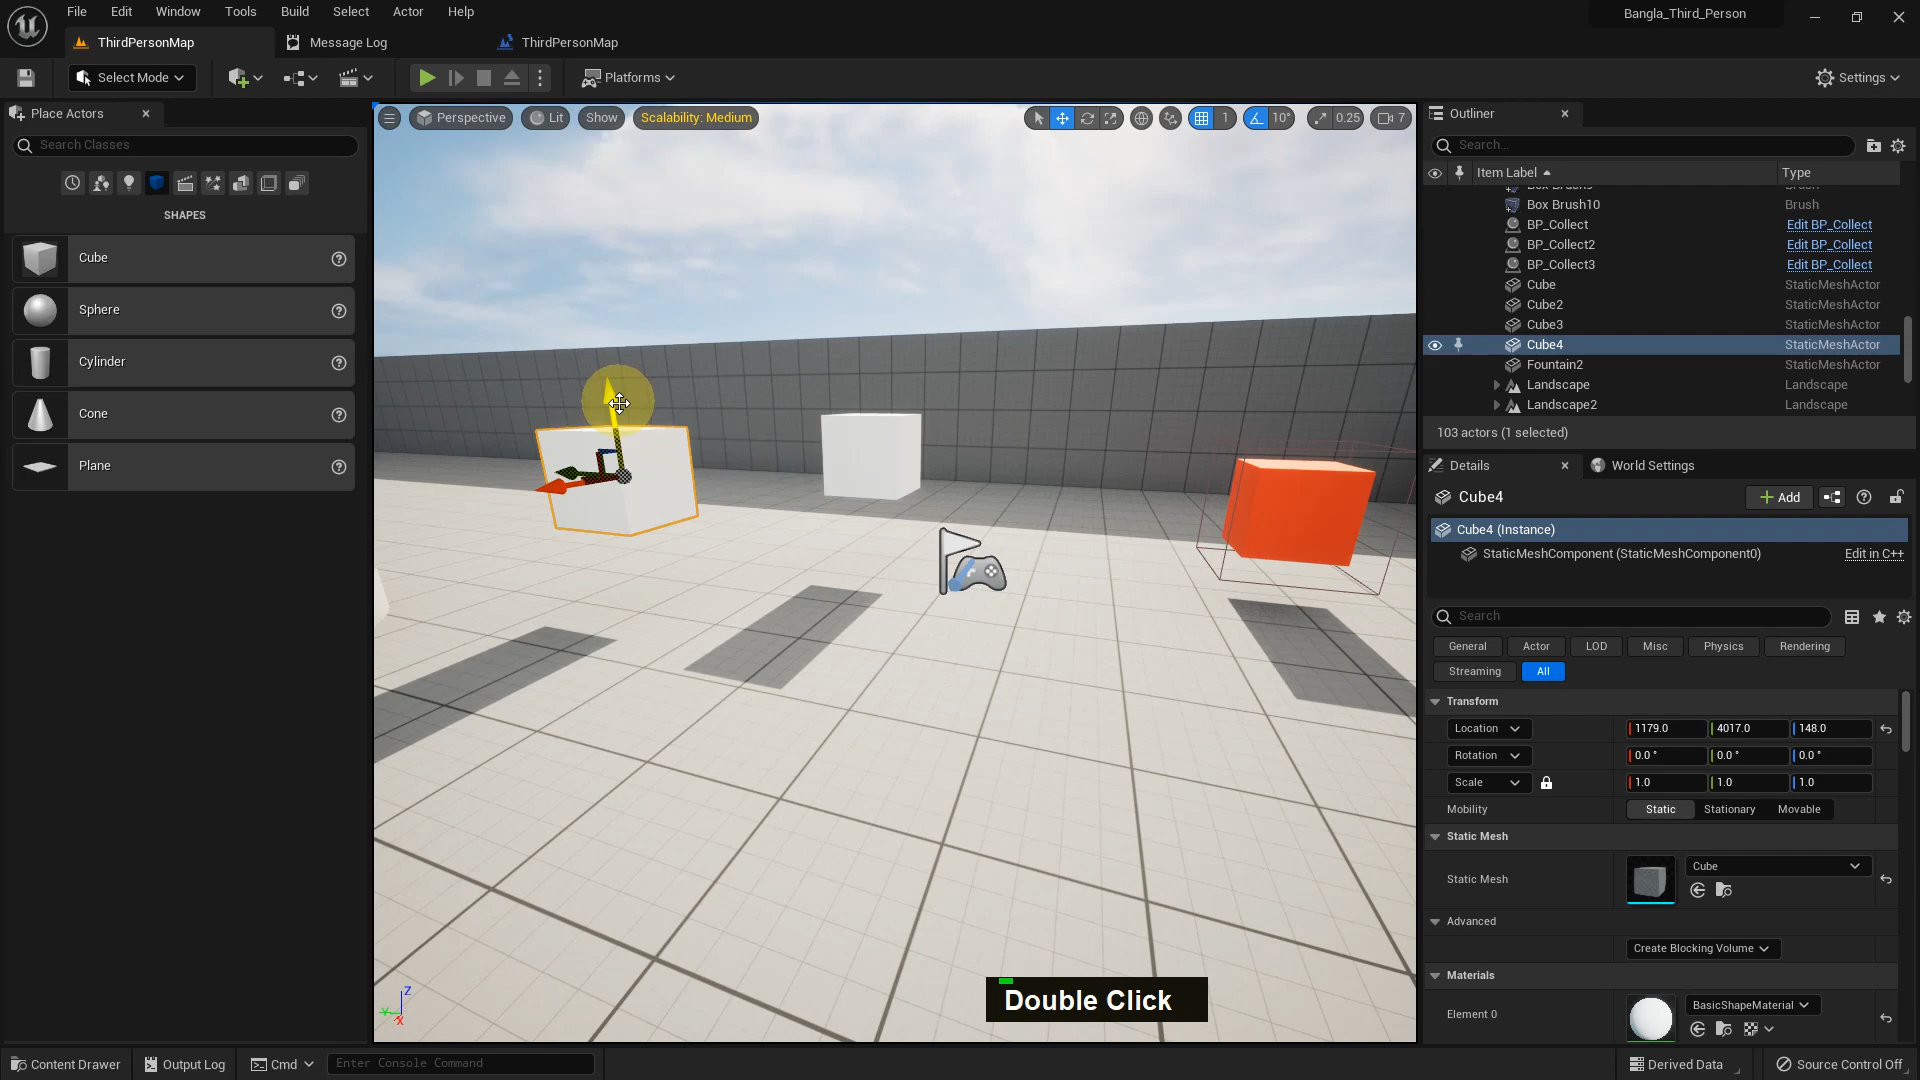 File Edit Window Tools Build Select Actor Help
Bangla_Third_Person
ThirdPersonMap Message Log ThirdPersonMap
Select Mode Platforms Settings
Place Actors
Search Classes
SHAPES
Cube
Sphere
Cylinder
Cone
Plane
Perspective Lit Show Scalability: Medium 1 10° 0.25 7
Double Click
Z
Y
X
Outliner
Search...
Item Label Type
Box Brush10 Brush
BP_Collect Edit BP_Collect
BP_Collect2 Edit BP_Collect
BP_Collect3 Edit BP_Collect
Cube StaticMeshActor
Cube2 StaticMeshActor
Cube3 StaticMeshActor
Cube4 StaticMeshActor
Fountain2 StaticMeshActor
Landscape Landscape
Landscape2 Landscape
103 actors (1 selected)
Details World Settings
Cube4 Add
Cube4 (Instance)
StaticMeshComponent (StaticMeshComponent0) Edit in C++
Search
General Actor LOD Misc Physics Rendering
Streaming All
Transform
Location 1179.0 4017.0 148.0
Rotation 0.0 ° 0.0 ° 0.0 °
Scale 1.0 1.0 1.0
Mobility Static Stationary Movable
Static Mesh
Static Mesh Cube
Advanced
Create Blocking Volume
Materials
Element 0 BasicShapeMaterial
Content Drawer Output Log Cmd Enter Console Command Derived Data Source Control Off